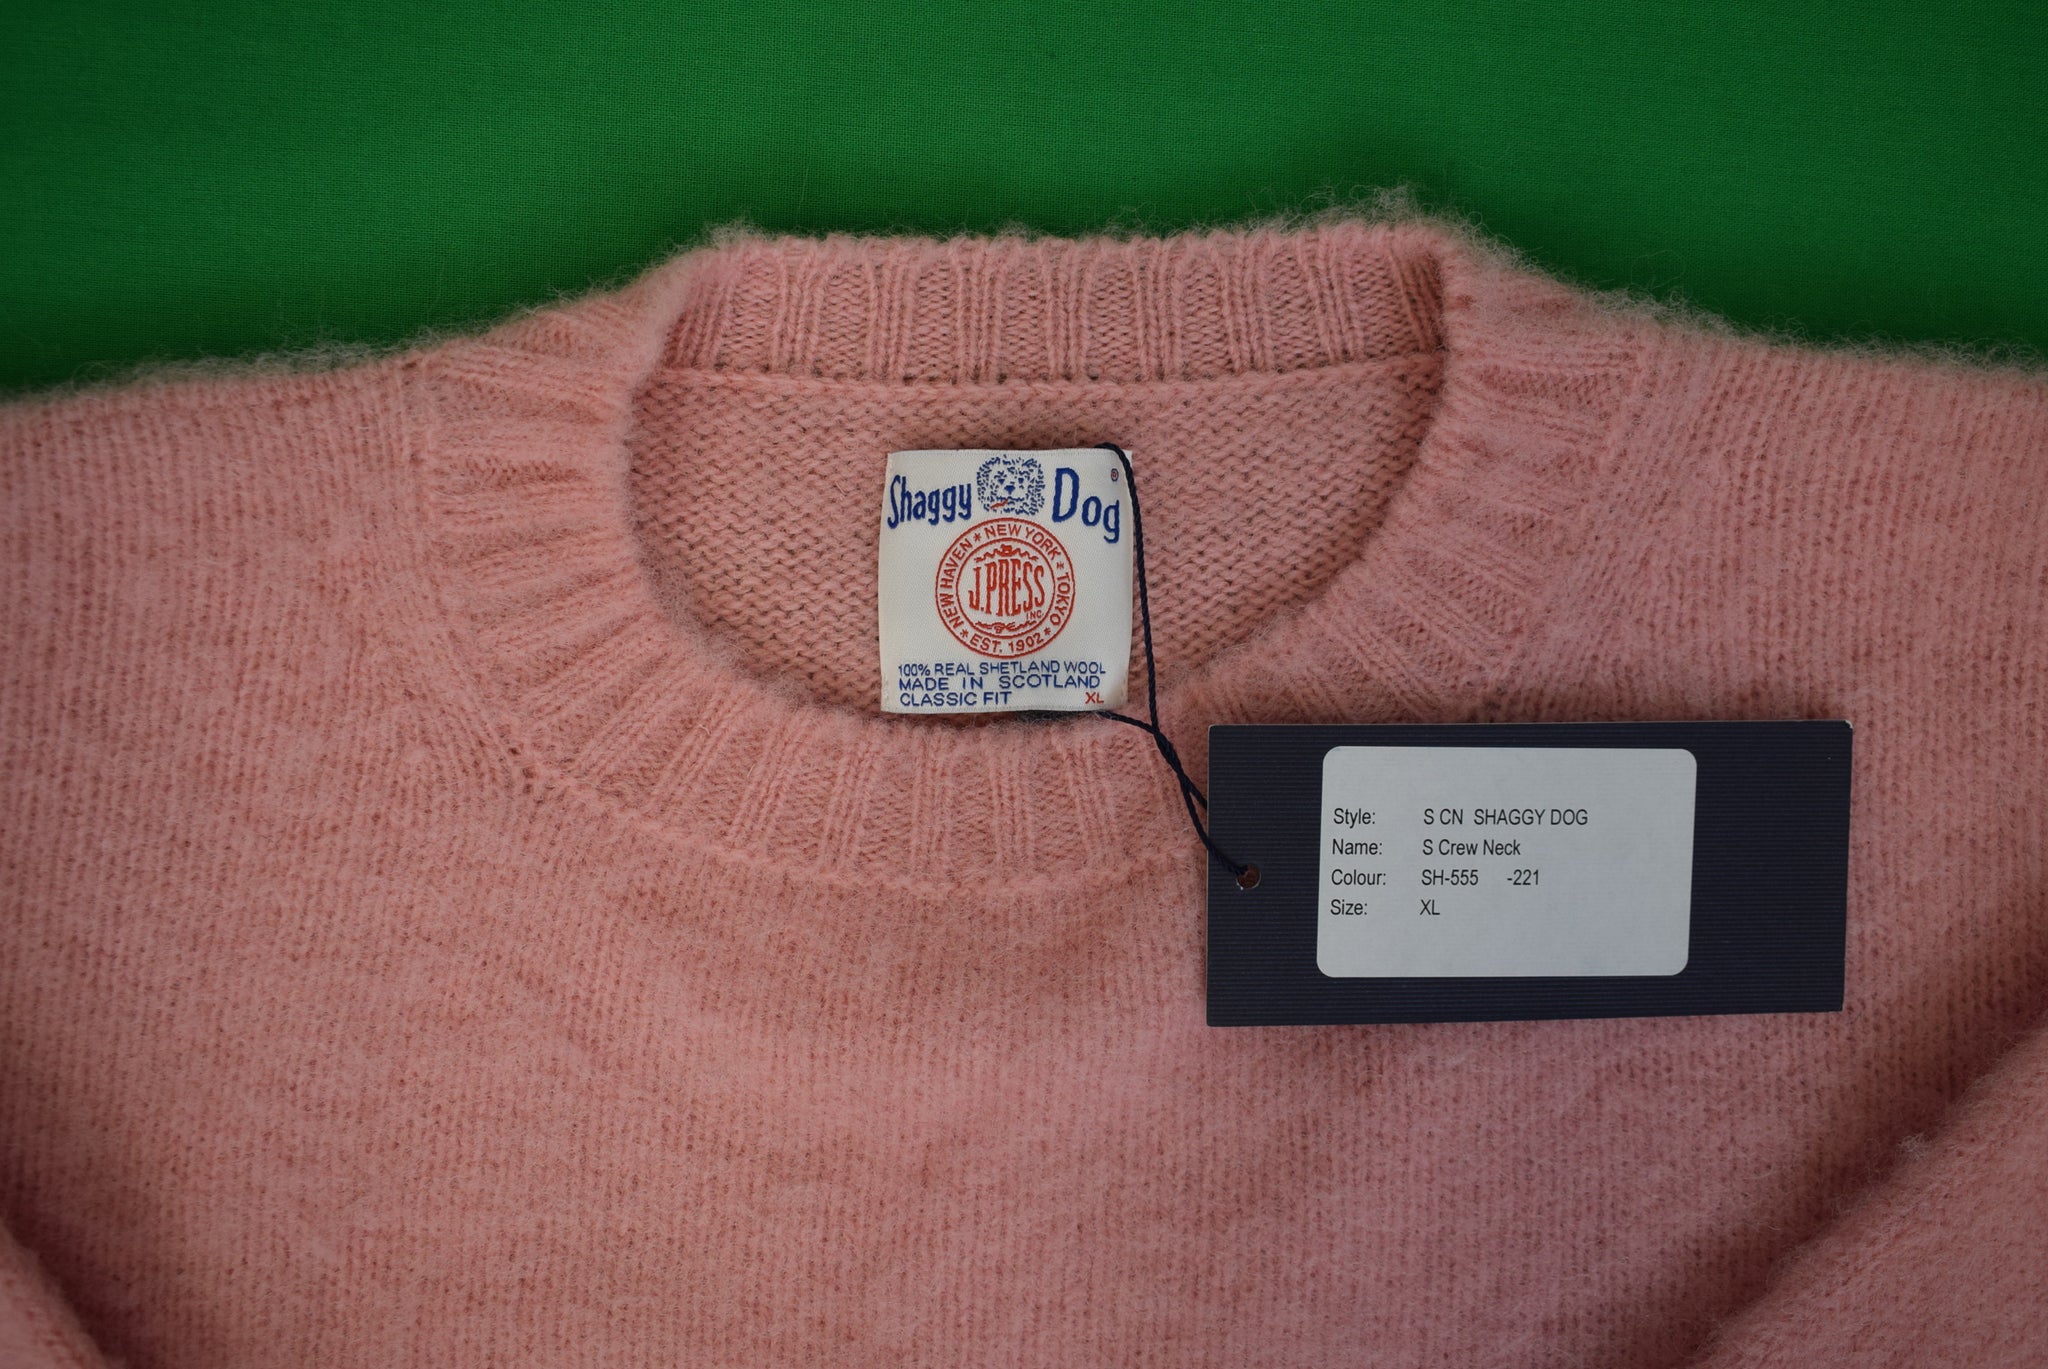 Shaggy Dog ®
NEW HAVEN * NEW YORK * TOKYO * EST. 1902 *
J.PRESS
INC
100% REAL SHETLAND WOOL
MADE IN SCOTLAND
CLASSIC FIT XL
Style: S CN SHAGGY DOG
Name: S Crew Neck
Colour: SH-555 -221
Size: XL